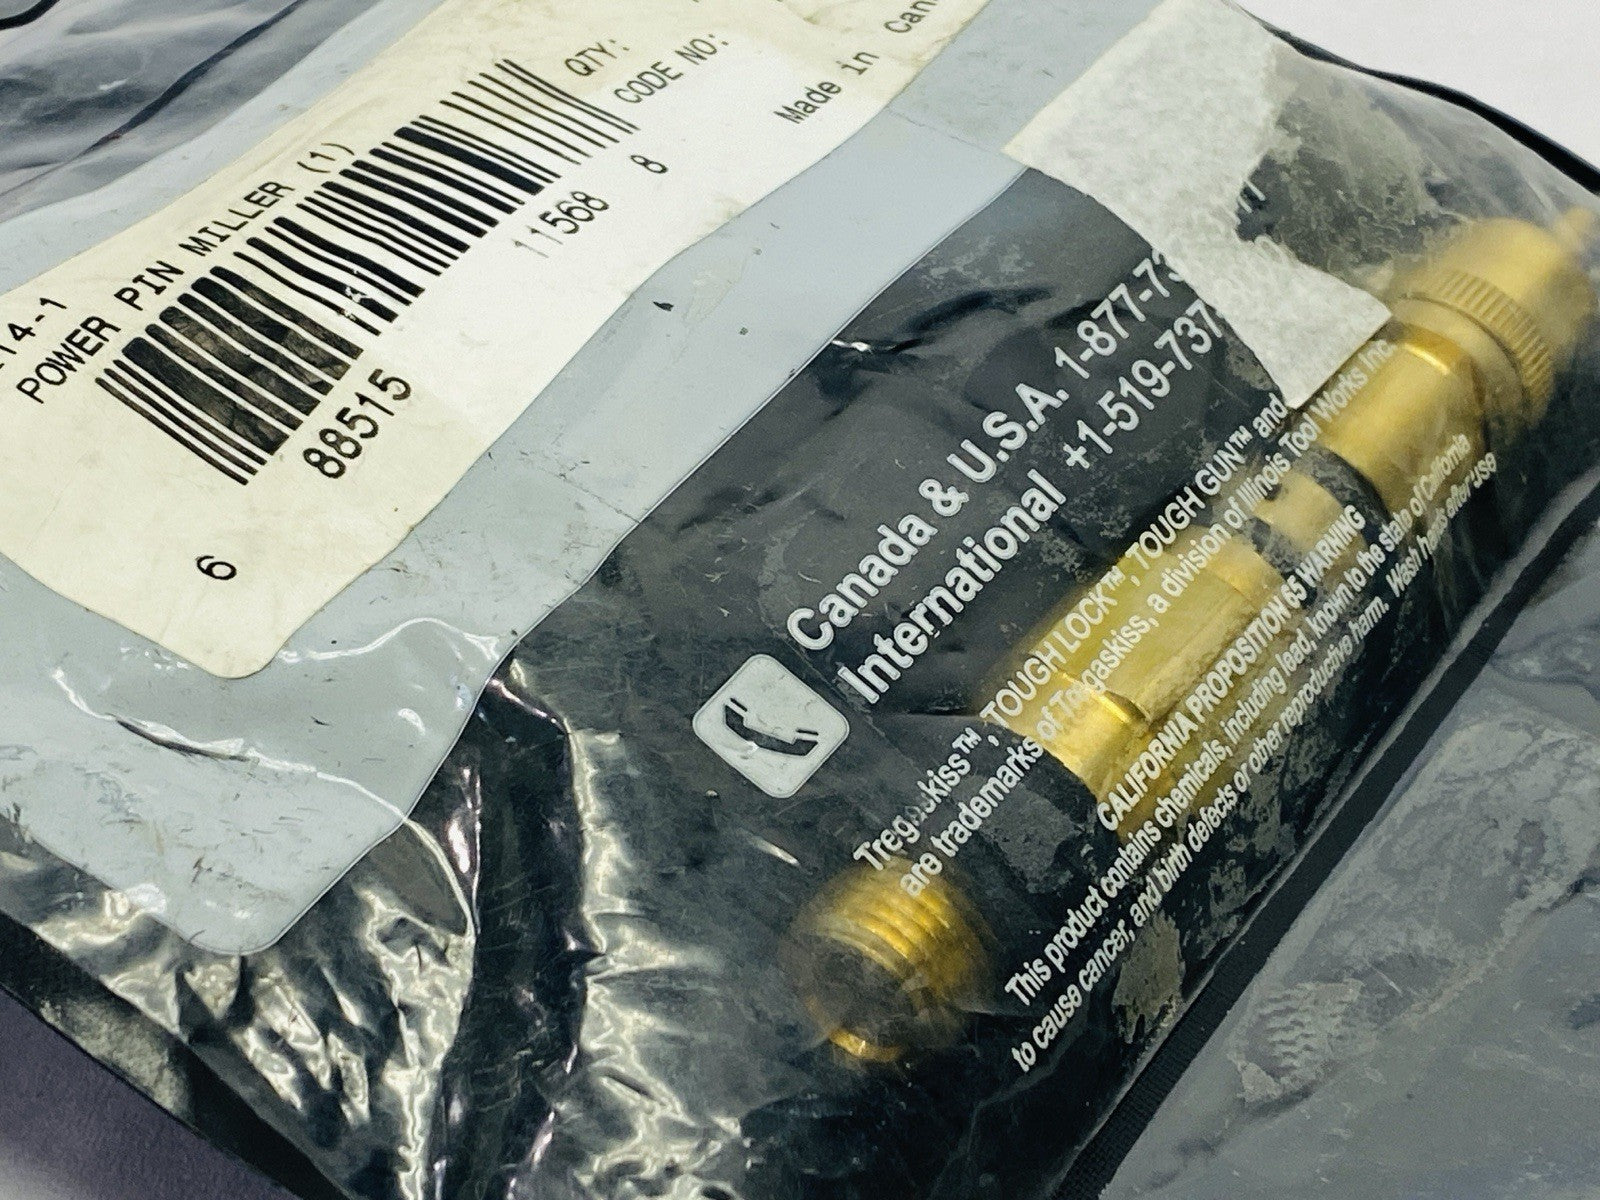 14-1
POWER PIN MILLER (1)
QTY:
CODE NO:
Made in Can
6 88515 11568 8
Canada & U.S.A. 1-877-73
International +1-519-737
Tregaskiss™, TOUGH LOCK™, TOUGH GUN™ and
are trademarks of Tregaskiss, a division of Illinois Tool Works Inc.
CALIFORNIA PROPOSITION 65 WARNING
This product contains chemicals, including lead, known to the state of California
to cause cancer, and birth defects or other reproductive harm. Wash hands after use